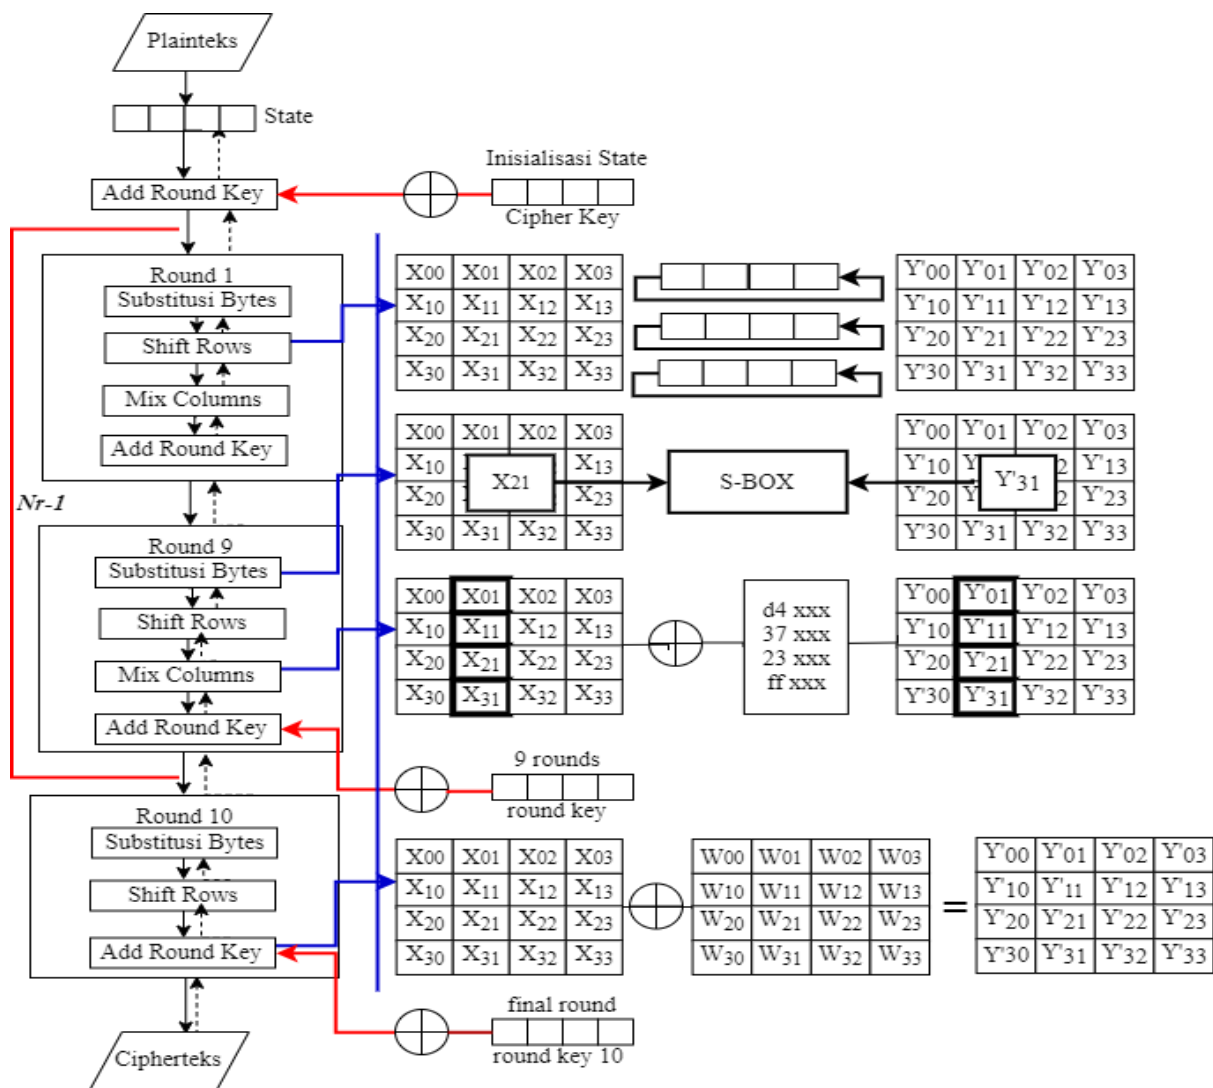 Plainteks
State
Add Round Key
Inisialisasi State
Cipher Key
Round 1
Substitusi Bytes
Shift Rows
Mix Columns
Add Round Key
Nr-1
Round 9
Substitusi Bytes
Shift Rows
Mix Columns
Add Round Key
Round 10
Substitusi Bytes
Shift Rows
Add Round Key
Cipherteks
X00 X01 X02 X03
X10 X11 X12 X13
X20 X21 X22 X23
X30 X31 X32 X33
Y'00 Y'01 Y'02 Y'03
Y'10 Y'11 Y'12 Y'13
Y'20 Y'21 Y'22 Y'23
Y'30 Y'31 Y'32 Y'33
X00 X01 X02 X03
X10 X13
X20 X23
X30 X31 X32 X33
X21
S-BOX
Y'00 Y'01 Y'02 Y'03
Y'10 Y'13
Y'20 Y'23
Y'30 Y'31 Y'32 Y'33
Y'31
X00 X01 X02 X03
X10 X11 X12 X13
X20 X21 X22 X23
X30 X31 X32 X33
d4 xxx
37 xxx
23 xxx
ff xxx
Y'00 Y'01 Y'02 Y'03
Y'10 Y'11 Y'12 Y'13
Y'20 Y'21 Y'22 Y'23
Y'30 Y'31 Y'32 Y'33
9 rounds
round key
X00 X01 X02 X03
X10 X11 X12 X13
X20 X21 X22 X23
X30 X31 X32 X33
W00 W01 W02 W03
W10 W11 W12 W13
W20 W21 W22 W23
W30 W31 W32 W33
=
Y'00 Y'01 Y'02 Y'03
Y'10 Y'11 Y'12 Y'13
Y'20 Y'21 Y'22 Y'23
Y'30 Y'31 Y'32 Y'33
final round
round key 10